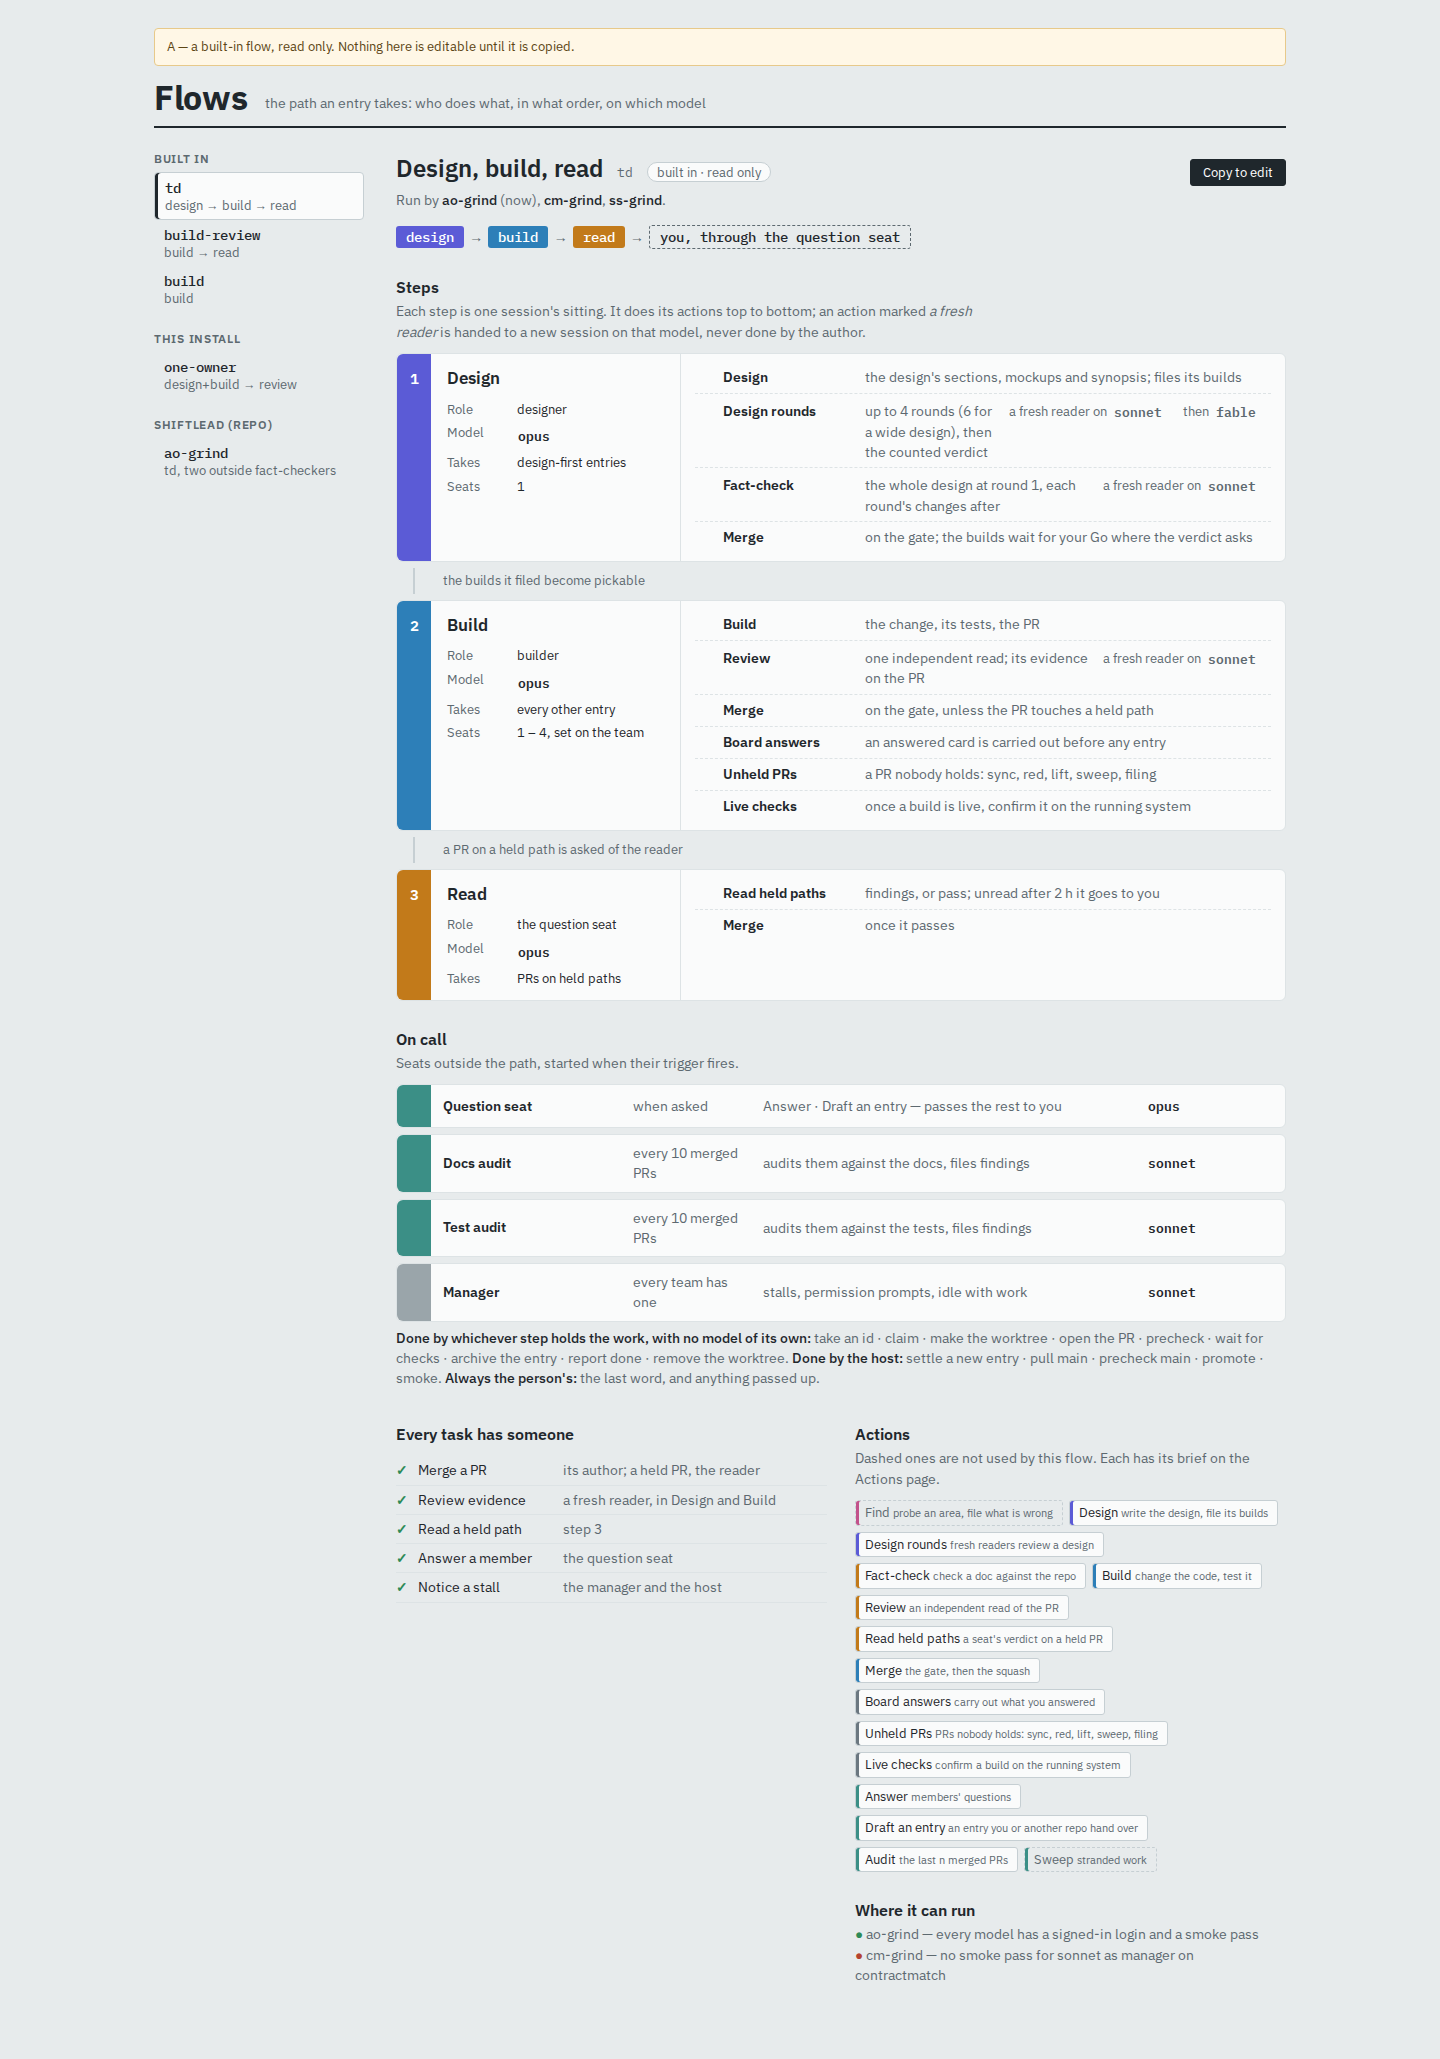 A — a built-in flow, read only. Nothing here is editable until it is copied.
Flows the path an entry takes: who does what, in what order, on which model
BUILT IN
td
design → build → read
build-review
build → read
build
build
THIS INSTALL
one-owner
design+build → review
SHIFTLEAD (REPO)
ao-grind
td, two outside fact-checkers
Design, build, read td built in · read only
Copy to edit
Run by ao-grind (now), cm-grind, ss-grind.
design → build → read → you, through the question seat
Steps
Each step is one session's sitting. It does its actions top to bottom; an action marked a fresh
reader is handed to a new session on that model, never done by the author.
1
Design
Role designer
Model opus
Takes design-first entries
Seats 1
Design the design's sections, mockups and synopsis; files its builds
Design rounds up to 4 rounds (6 for a fresh reader on sonnet then fable
a wide design), then
the counted verdict
Fact-check the whole design at round 1, each a fresh reader on sonnet
round's changes after
Merge on the gate; the builds wait for your Go where the verdict asks
the builds it filed become pickable
2
Build
Role builder
Model opus
Takes every other entry
Seats 1 – 4, set on the team
Build the change, its tests, the PR
Review one independent read; its evidence a fresh reader on sonnet
on the PR
Merge on the gate, unless the PR touches a held path
Board answers an answered card is carried out before any entry
Unheld PRs a PR nobody holds: sync, red, lift, sweep, filing
Live checks once a build is live, confirm it on the running system
a PR on a held path is asked of the reader
3
Read
Role the question seat
Model opus
Takes PRs on held paths
Read held paths findings, or pass; unread after 2 h it goes to you
Merge once it passes
On call
Seats outside the path, started when their trigger fires.
Question seat when asked Answer · Draft an entry — passes the rest to you opus
Docs audit every 10 merged PRs audits them against the docs, files findings sonnet
Test audit every 10 merged PRs audits them against the tests, files findings sonnet
Manager every team has one stalls, permission prompts, idle with work sonnet
Done by whichever step holds the work, with no model of its own: take an id · claim · make the worktree · open the PR · precheck · wait for
checks · archive the entry · report done · remove the worktree. Done by the host: settle a new entry · pull main · precheck main · promote ·
smoke. Always the person's: the last word, and anything passed up.
Every task has someone
✓ Merge a PR its author; a held PR, the reader
✓ Review evidence a fresh reader, in Design and Build
✓ Read a held path step 3
✓ Answer a member the question seat
✓ Notice a stall the manager and the host
Actions
Dashed ones are not used by this flow. Each has its brief on the
Actions page.
Find probe an area, file what is wrong Design write the design, file its builds
Design rounds fresh readers review a design
Fact-check check a doc against the repo Build change the code, test it
Review an independent read of the PR
Read held paths a seat's verdict on a held PR
Merge the gate, then the squash
Board answers carry out what you answered
Unheld PRs PRs nobody holds: sync, red, lift, sweep, filing
Live checks confirm a build on the running system
Answer members' questions
Draft an entry an entry you or another repo hand over
Audit the last n merged PRs Sweep stranded work
Where it can run
● ao-grind — every model has a signed-in login and a smoke pass
● cm-grind — no smoke pass for sonnet as manager on
contractmatch